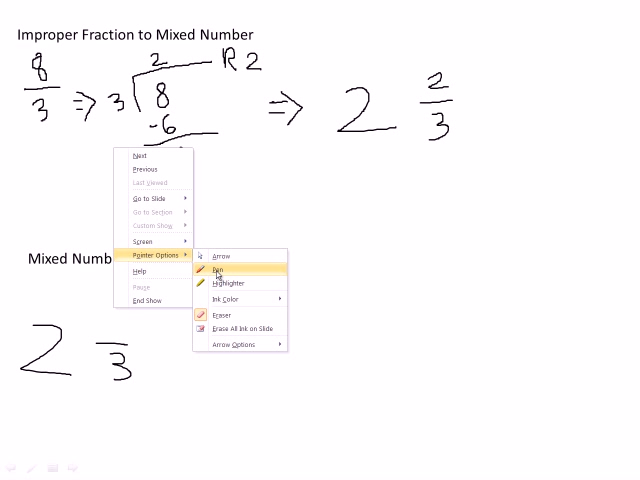 Improper Fraction to Mixed Number
8/3 ⇒ 3 8 2 R 2 ⇒ 2 2/3
-6
Next
Previous
Last Viewed
Go to Slide
Go to Section
Custom Show
Screen
Mixed Numb
Pointer Options
Help
Pause
End Show
Arrow
Pen
Highlighter
Ink Color
Eraser
Erase All Ink on Slide
Arrow Options
2 3